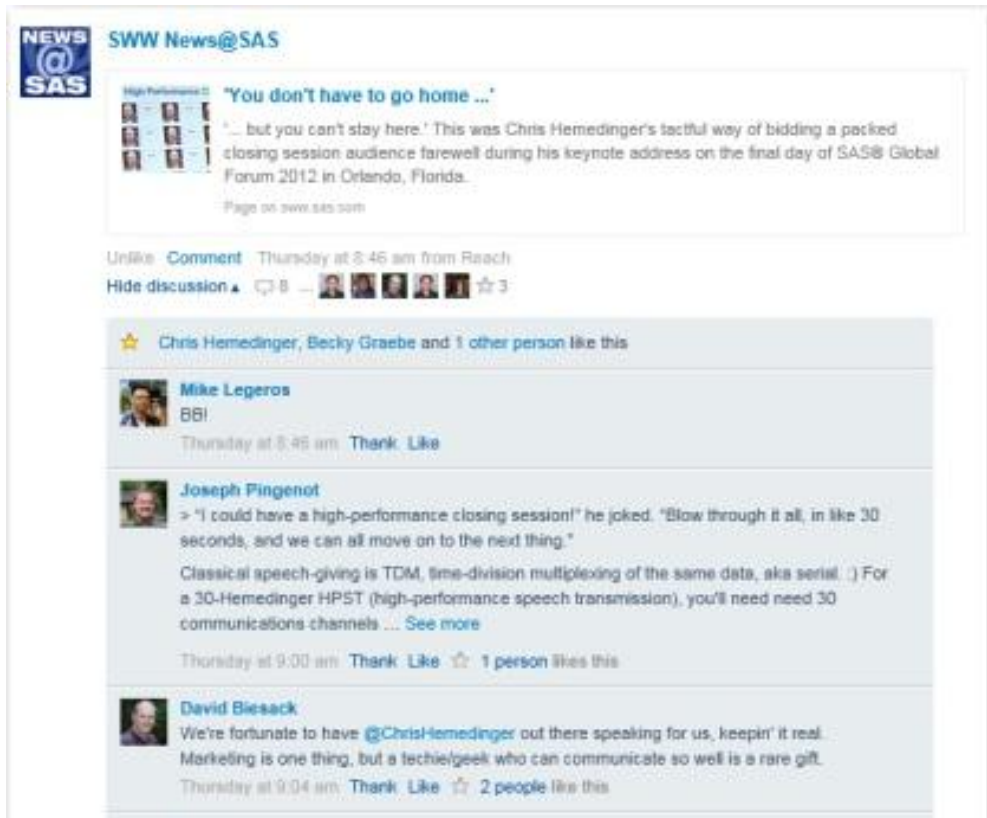 NEWS
@
SAS
SWW News@SAS
High Performance
'You don't have to go home ...'
'... but you can't stay here.' This was Chris Hemedinger's tactful way of bidding a packed
closing session audience farewell during his keynote address on the final day of SAS® Global
Forum 2012 in Orlando, Florida.
Page on sww.sas.com
Unlike Comment Thursday at 8:46 am from Reach
Hide discussion ▴ 8 ... 3
Chris Hemedinger, Becky Graebe and 1 other person like this
Mike Legeros
BB!
Thursday at 8:46 am Thank Like
Joseph Pingenot
> "I could have a high-performance closing session!" he joked. "Blow through it all, in like 30
seconds, and we can all move on to the next thing."
Classical speech-giving is TDM, time-division multiplexing of the same data, aka serial. :) For
a 30-Hemedinger HPST (high-performance speech transmission), you'll need need 30
communications channels ... See more
Thursday at 9:00 am Thank Like 1 person likes this
David Biesack
We're fortunate to have @ChrisHemedinger out there speaking for us, keepin' it real.
Marketing is one thing, but a techie/geek who can communicate so well is a rare gift.
Thursday at 9:04 am Thank Like 2 people like this